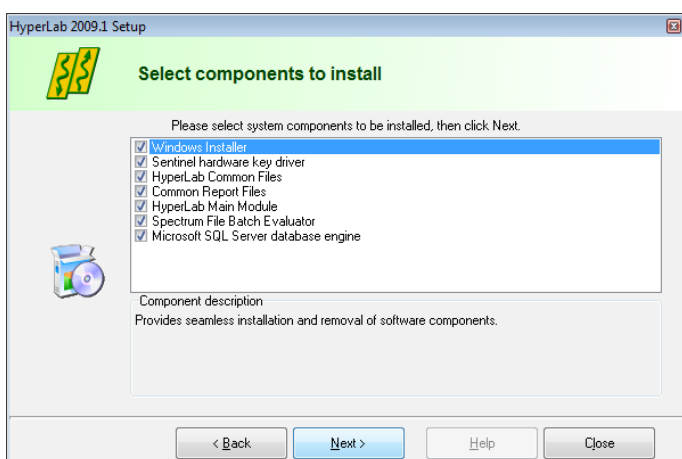 HyperLab 2009.1 Setup
Select components to install
Please select system components to be installed, then click Next.
Windows Installer
Sentinel hardware key driver
HyperLab Common Files
Common Report Files
HyperLab Main Module
Spectrum File Batch Evaluator
Microsoft SQL Server database engine
Component description
Provides seamless installation and removal of software components.
< Back Next > Help Close